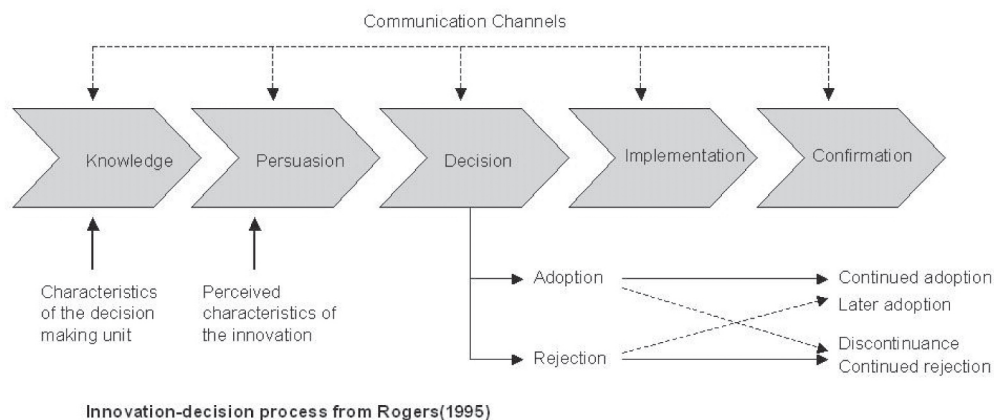 Communication Channels
Knowledge
Persuasion
Decision
Implementation
Confirmation
Characteristics
of the decision
making unit
Perceived
characteristics of
the innovation
Adoption
Rejection
Continued adoption
Later adoption
Discontinuance
Continued rejection
Innovation-decision process from Rogers(1995)